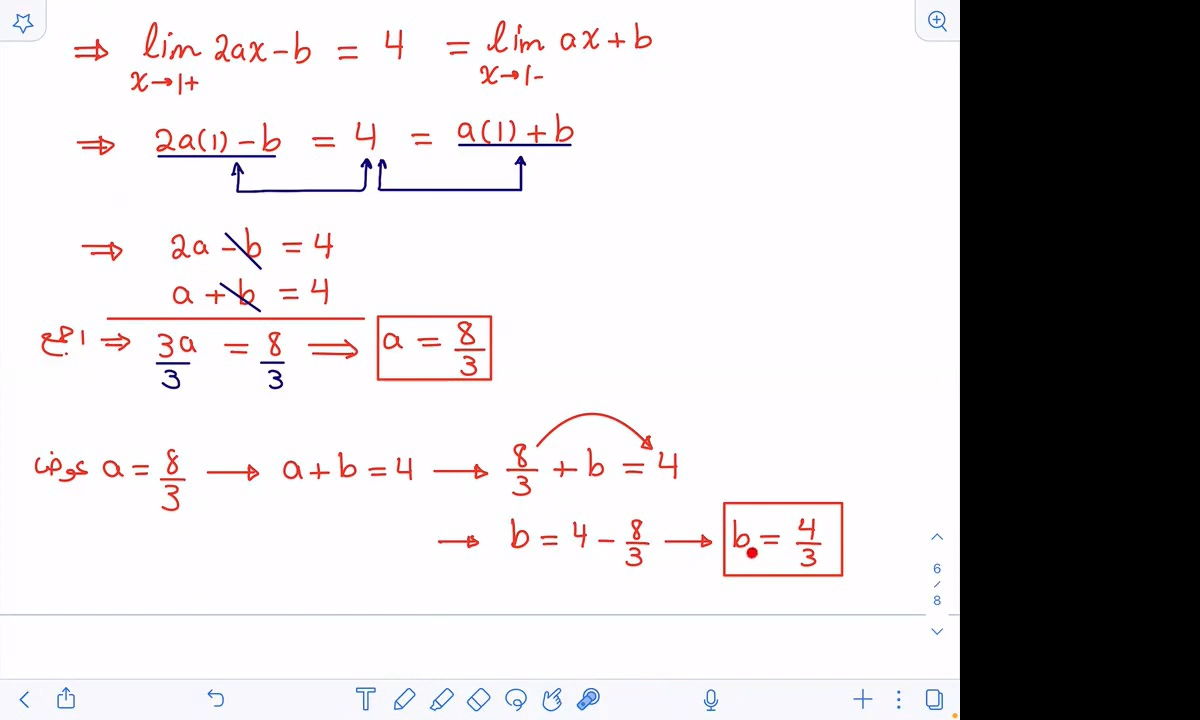 ⇒ lim 2ax − b = 4 = lim ax + b
x→1+ x→1-
⇒ 2a(1) − b = 4 = a(1) + b
⇒ 2a − b = 4
a + b = 4
اجمع ⇒ 3a/3 = 8/3 ⟹ a = 8/3
عوض a = 8/3 → a + b = 4 → 8/3 + b = 4
→ b = 4 − 8/3 → b = 4/3
6
/
8
T